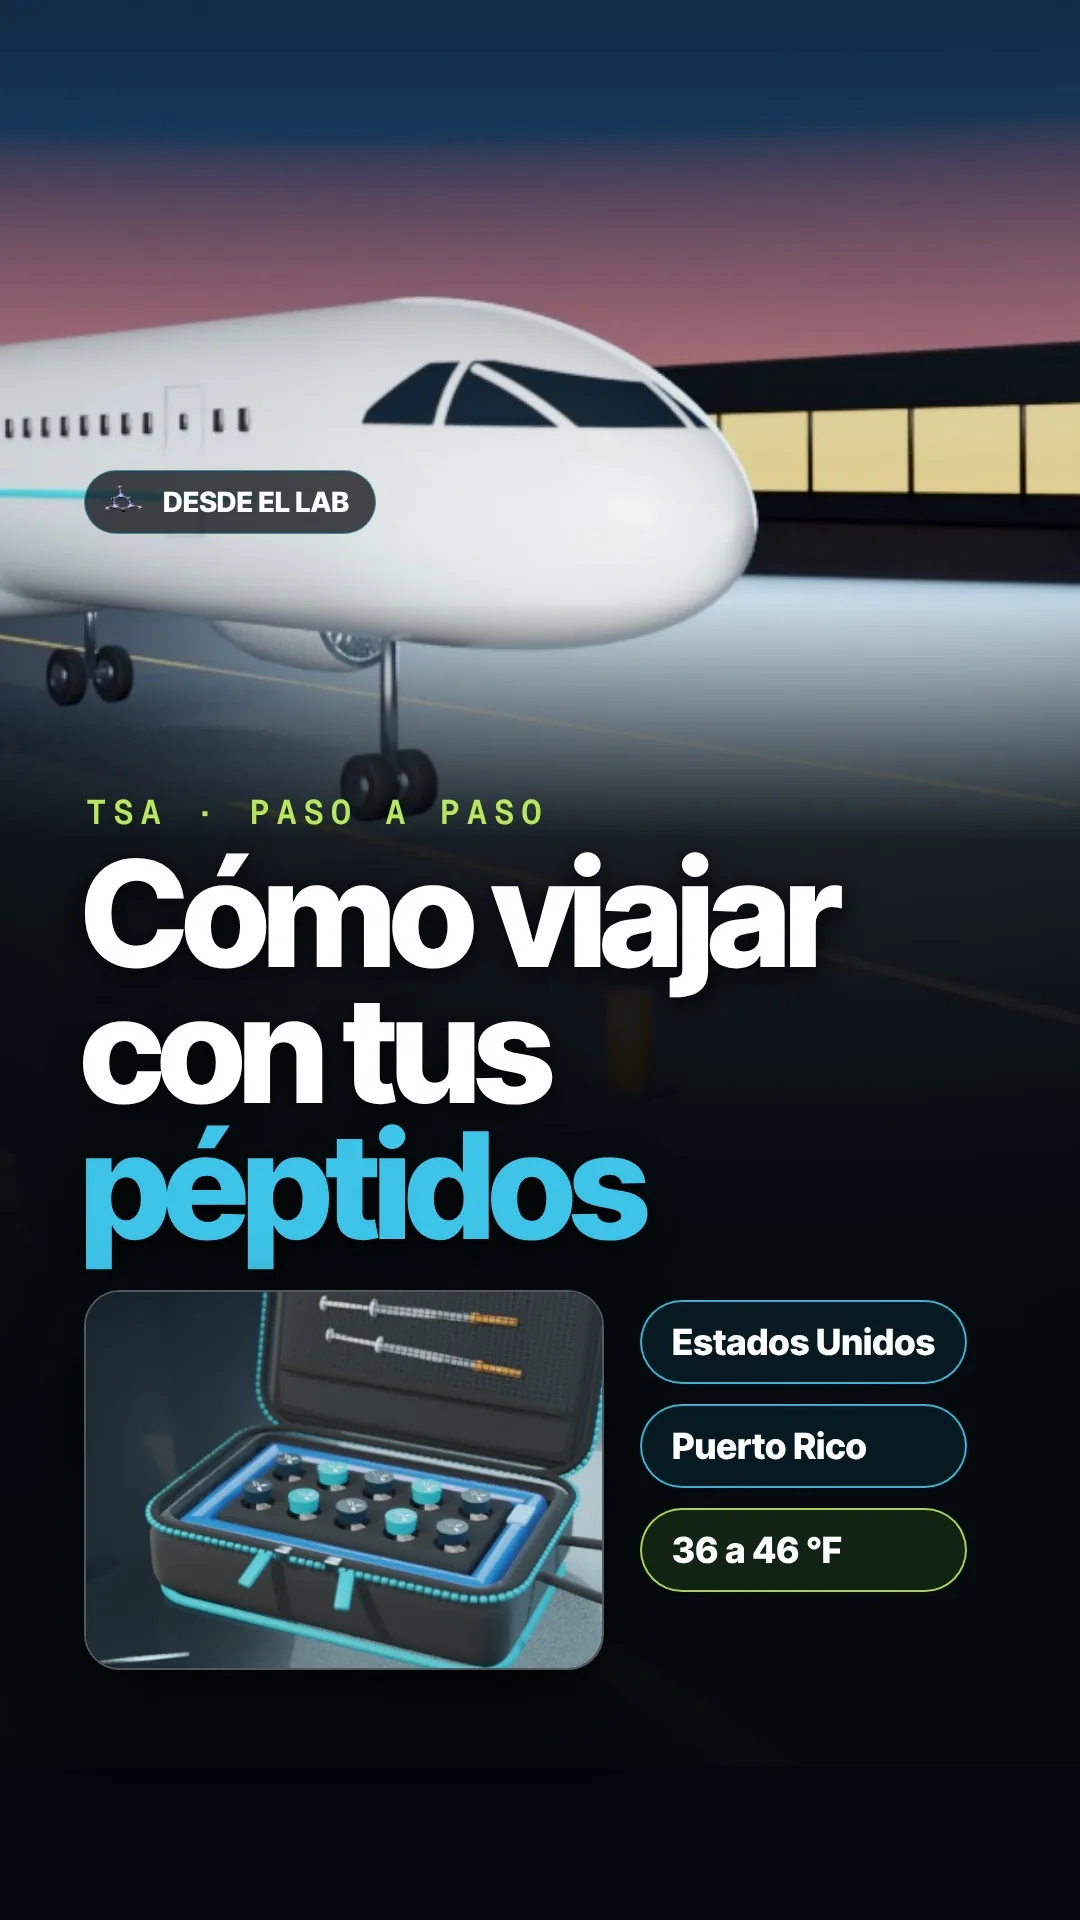 DESDE EL LAB
TSA · PASO A PASO
Cómo viajar
con tus
péptidos
Estados Unidos
Puerto Rico
36 a 46 °F